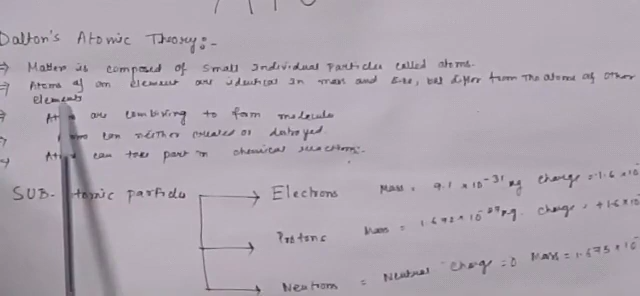 Dalton's Atomic Theory:-
⇒ Matter is composed of small individual particles called atoms.
⇒ Atoms of an element are identical in mass and size, but differ from the atoms of other
elements
are combining to form molecule
can neither created or destroyed
can take part in chemical reactions.
SUB-atomic particles → Electrons Mass = 9.1 × 10⁻³¹ kg charge = 1.6 × 10⁻
→ Protons Mass = 1.672 × 10⁻²⁷ kg. charge = +1.6 × 10⁻
→ Neutrons = Neutral charge = 0 Mass = 1.675 × 10⁻